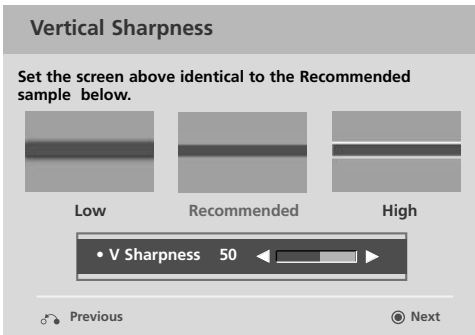 Vertical Sharpness
Set the screen above identical to the Recommended
sample below.
Low Recommended High
• V Sharpness 50
Previous Next